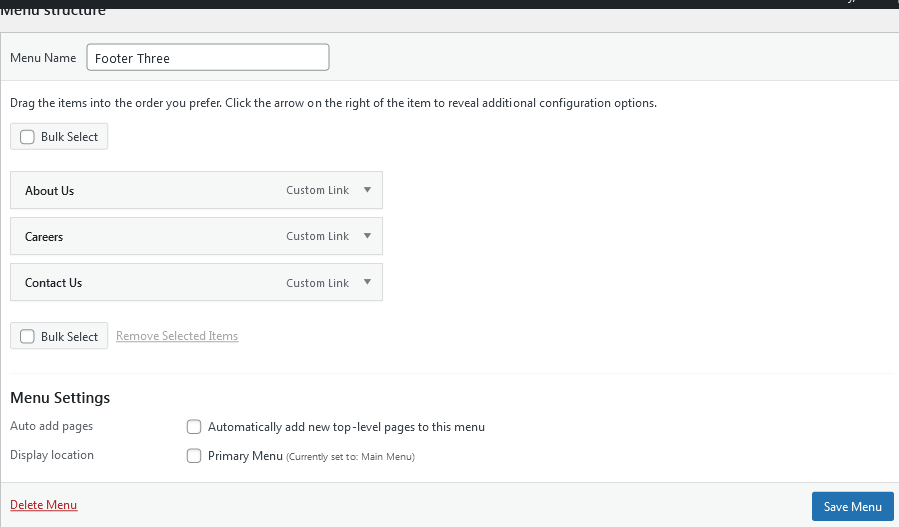 Menu structure
Menu Name Footer Three
Drag the items into the order you prefer. Click the arrow on the right of the item to reveal additional configuration options.
Bulk Select
About Us Custom Link
Careers Custom Link
Contact Us Custom Link
Bulk Select Remove Selected Items
Menu Settings
Auto add pages Automatically add new top-level pages to this menu
Display location Primary Menu (Currently set to: Main Menu)
Delete Menu Save Menu